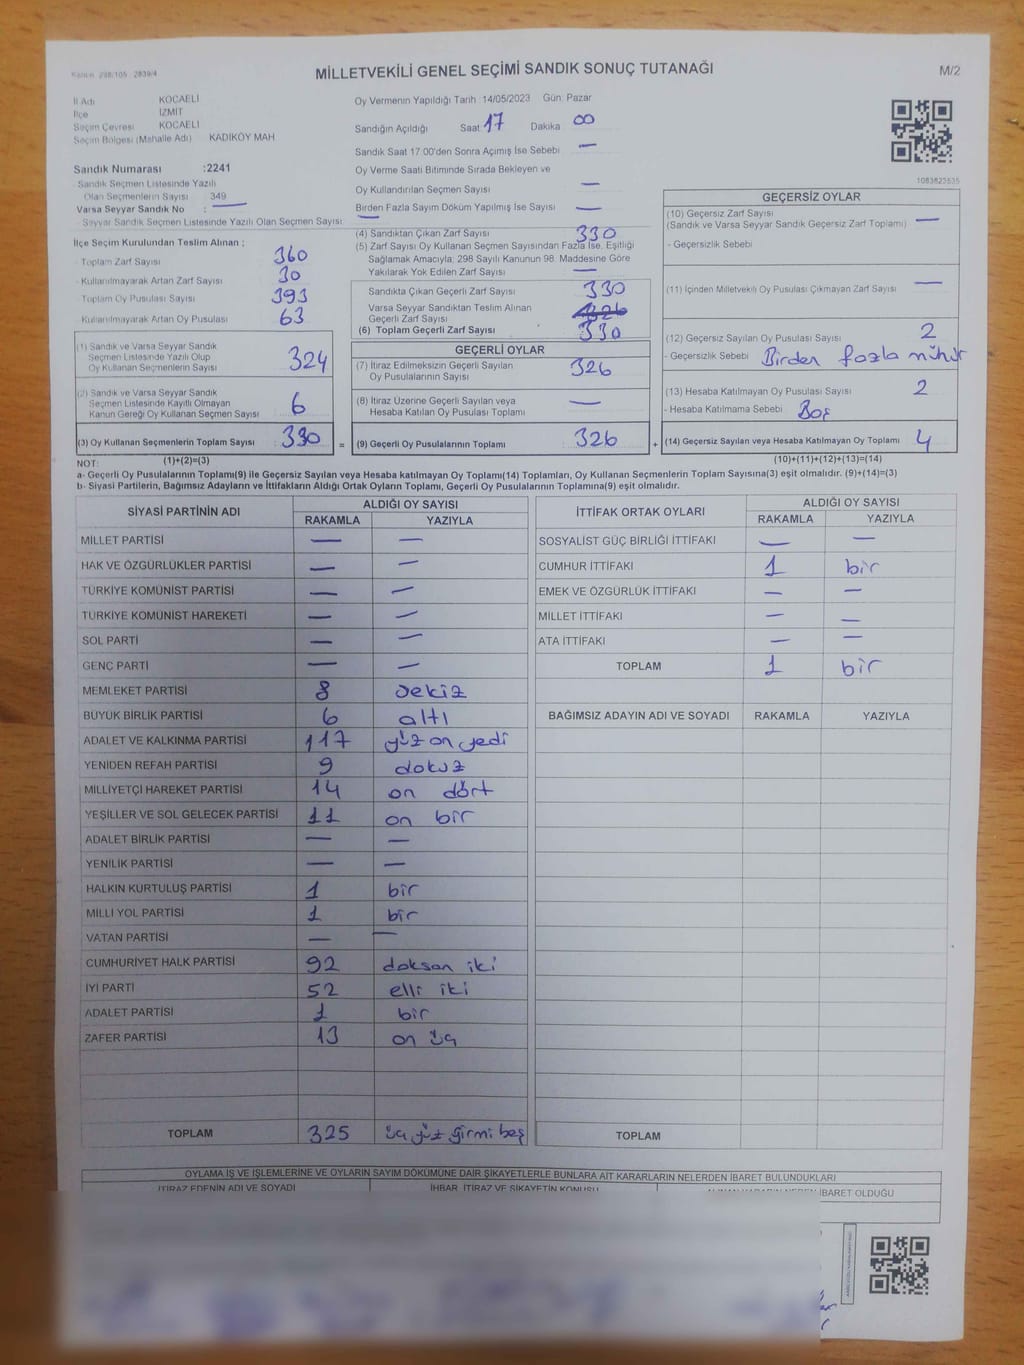 MİLLETVEKİLİ GENEL SEÇİMİ SANDIK SONUÇ TUTANAĞI
M/2
İl Adı KOCAELİ
İlçe İZMİT
Seçim Çevresi KOCAELİ
Seçim Bölgesi (Mahalle Adı) KADIKÖY MAH
Sandık Numarası :2241
- Sandık Seçmen Listesinde Yazılı
Olan Seçmenlerin Sayısı : 349
Varsa Seyyar Sandık No : —
- Seyyar Sandık Seçmen Listesinde Yazılı Olan Seçmen Sayısı: —
Oy Vermenin Yapıldığı Tarih :14/05/2023 Gün: Pazar
Sandığın Açıldığı Saat 17 Dakika 00
Sandık Saat 17:00'den Sonra Açılmış İse Sebebi —
Oy Verme Saati Bitiminde Sırada Bekleyen ve
Oy Kullandırılan Seçmen Sayısı —
Birden Fazla Sayım Döküm Yapılmış İse Sayısı —
1083823535
İlçe Seçim Kurulundan Teslim Alınan ;
- Toplam Zarf Sayısı 360
- Kullanılmayarak Artan Zarf Sayısı 30
- Toplam Oy Pusulası Sayısı 393
- Kullanılmayarak Artan Oy Pusulası 63
(4) Sandıktan Çıkan Zarf Sayısı 330
(5) Zarf Sayısı Oy Kullanan Seçmen Sayısından Fazla İse, Eşitliği
Sağlamak Amacıyla; 298 Sayılı Kanunun 98. Maddesine Göre
Yakılarak Yok Edilen Zarf Sayısı —
Sandıkta Çıkan Geçerli Zarf Sayısı 330
Varsa Seyyar Sandıktan Teslim Alınan
Geçerli Zarf Sayısı
(6) Toplam Geçerli Zarf Sayısı 330
GEÇERSİZ OYLAR
(10) Geçersiz Zarf Sayısı
(Sandık ve Varsa Seyyar Sandık Geçersiz Zarf Toplamı) —
- Geçersizlik Sebebi
(11) İçinden Milletvekili Oy Pusulası Çıkmayan Zarf Sayısı —
(12) Geçersiz Sayılan Oy Pusulası Sayısı 2
- Geçersizlik Sebebi Birden fazla mühür
(13) Hesaba Katılmayan Oy Pusulası Sayısı 2
- Hesaba Katılmama Sebebi Boş
(14) Geçersiz Sayılan veya Hesaba Katılmayan Oy Toplamı 4
(10)+(11)+(12)+(13)=(14)
(1) Sandık ve Varsa Seyyar Sandık
Seçmen Listesinde Yazılı Olup
Oy Kullanan Seçmenlerin Sayısı 324
(2) Sandık ve Varsa Seyyar Sandık
Seçmen Listesinde Kayıtlı Olmayan
Kanun Gereği Oy Kullanan Seçmen Sayısı 6
(3) Oy Kullanan Seçmenlerin Toplam Sayısı 330 =
(1)+(2)=(3)
GEÇERLİ OYLAR
(7) İtiraz Edilmeksizin Geçerli Sayılan
Oy Pusulalarının Sayısı 326
(8) İtiraz Üzerine Geçerli Sayılan veya
Hesaba Katılan Oy Pusulası Toplamı —
(9) Geçerli Oy Pusulalarının Toplamı 326 +
NOT:
a- Geçerli Oy Pusulalarının Toplamı(9) ile Geçersiz Sayılan veya Hesaba katılmayan Oy Toplamı(14) Toplamları, Oy Kullanan Seçmenlerin Toplam Sayısına(3) eşit olmalıdır. (9)+(14)=(3)
b- Siyasi Partilerin, Bağımsız Adayların ve İttifakların Aldığı Ortak Oyların Toplamı, Geçerli Oy Pusulalarının Toplamına(9) eşit olmalıdır.
SİYASİ PARTİNİN ADI
ALDIĞI OY SAYISI
RAKAMLA YAZIYLA
MİLLET PARTİSİ — —
HAK VE ÖZGÜRLÜKLER PARTİSİ — —
TÜRKİYE KOMÜNİST PARTİSİ — —
TÜRKİYE KOMÜNİST HAREKETİ — —
SOL PARTİ — —
GENÇ PARTİ — —
MEMLEKET PARTİSİ 8 sekiz
BÜYÜK BİRLİK PARTİSİ 6 altı
ADALET VE KALKINMA PARTİSİ 117 yüz on yedi
YENİDEN REFAH PARTİSİ 9 dokuz
MİLLİYETÇİ HAREKET PARTİSİ 14 on dört
YEŞİLLER VE SOL GELECEK PARTİSİ 11 on bir
ADALET BİRLİK PARTİSİ — —
YENİLİK PARTİSİ — —
HALKIN KURTULUŞ PARTİSİ 1 bir
MİLLİ YOL PARTİSİ 1 bir
VATAN PARTİSİ — —
CUMHURİYET HALK PARTİSİ 92 doksan iki
İYİ PARTİ 52 elli iki
ADALET PARTİSİ 1 bir
ZAFER PARTİSİ 13 on üç
TOPLAM 325 üç yüz yirmi beş
İTTİFAK ORTAK OYLARI
ALDIĞI OY SAYISI
RAKAMLA YAZIYLA
SOSYALİST GÜÇ BİRLİĞİ İTTİFAKI — —
CUMHUR İTTİFAKI 1 bir
EMEK VE ÖZGÜRLÜK İTTİFAKI — —
MİLLET İTTİFAKI — —
ATA İTTİFAKI — —
TOPLAM 1 bir
BAĞIMSIZ ADAYIN ADI VE SOYADI RAKAMLA YAZIYLA
TOPLAM
OYLAMA İŞ VE İŞLEMLERİNE VE OYLARIN SAYIM DÖKÜMÜNE DAİR ŞİKAYETLERLE BUNLARA AİT KARARLARIN NELERDEN İBARET BULUNDUKLARI
İTİRAZ EDENİN ADI VE SOYADI İHBAR, İTİRAZ VE ŞİKAYETİN KONUSU İBARET OLDUĞU